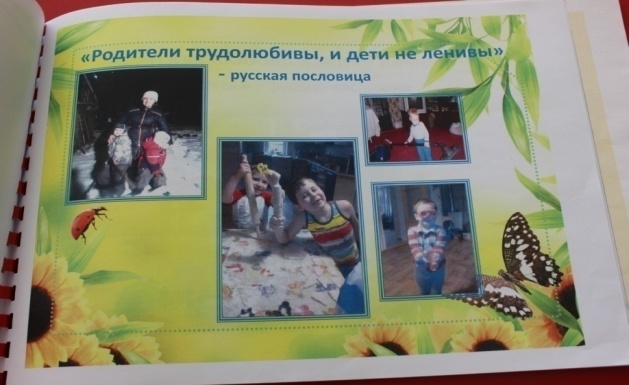 «Родители трудолюбивы, и дети не ленивы»
- русская пословица